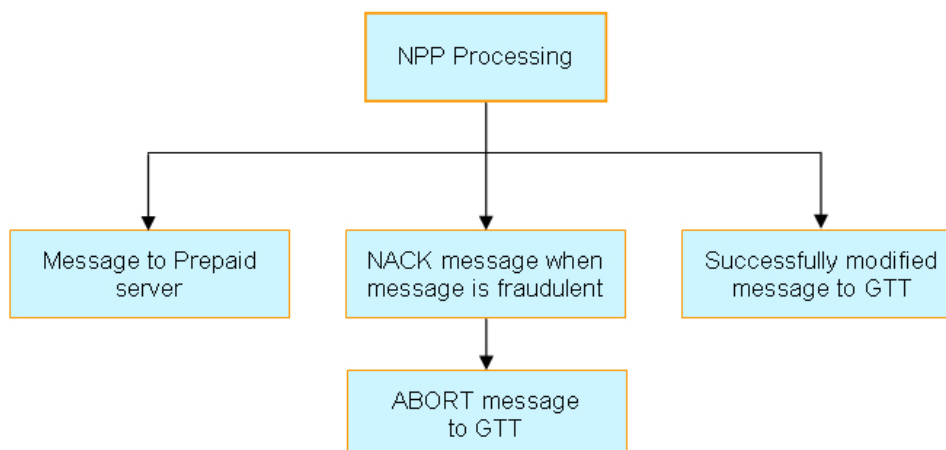 NPP Processing
Message to Prepaid
server
NACK message when
message is fraudulent
Successfully modified
message to GTT
ABORT message
to GTT